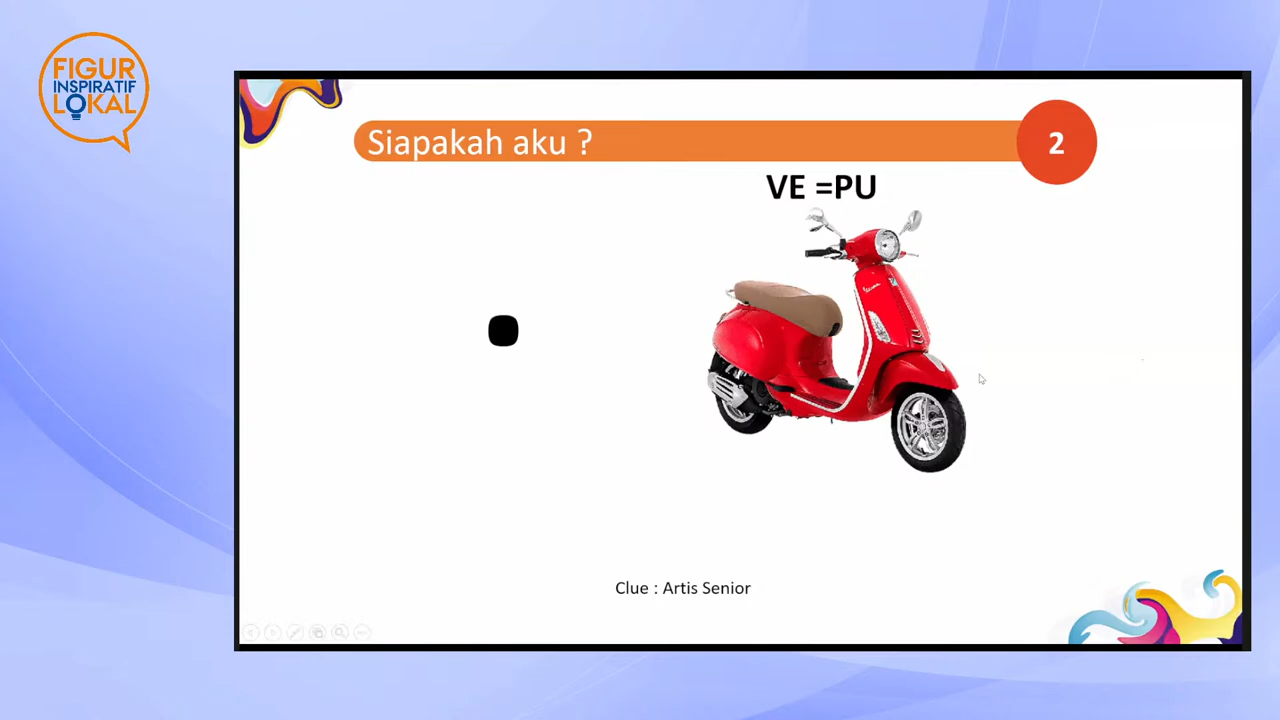 FIGUR
INSPIRATIF
LOKAL
Siapakah aku ?
2
VE =PU
Clue : Artis Senior